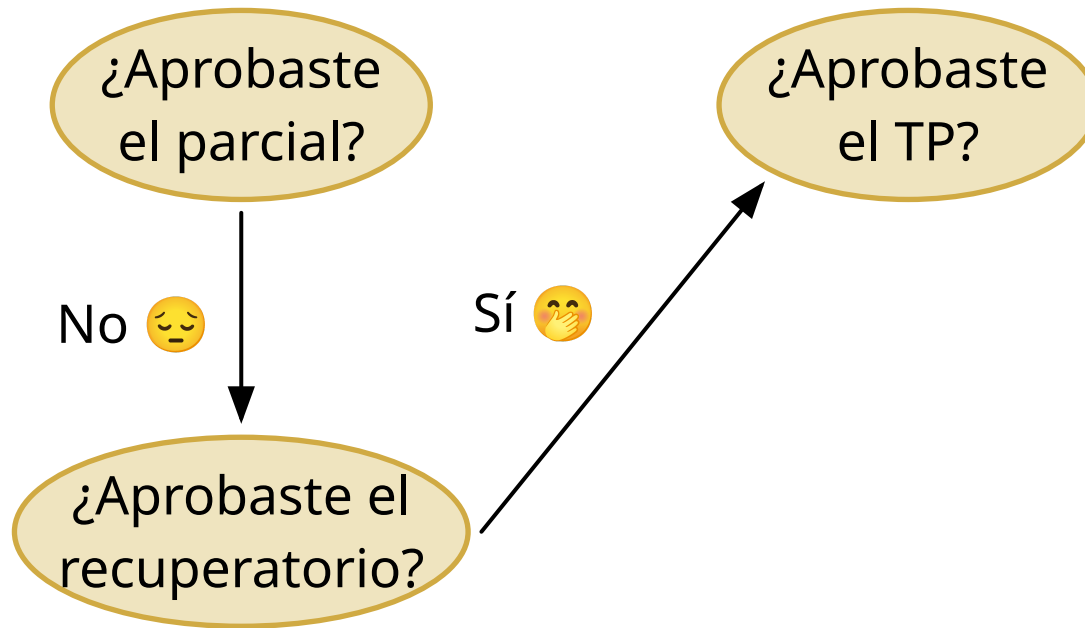 ¿Aprobaste
el parcial?
¿Aprobaste
el TP?
No 😔
Sí 🤭
¿Aprobaste el
recuperatorio?